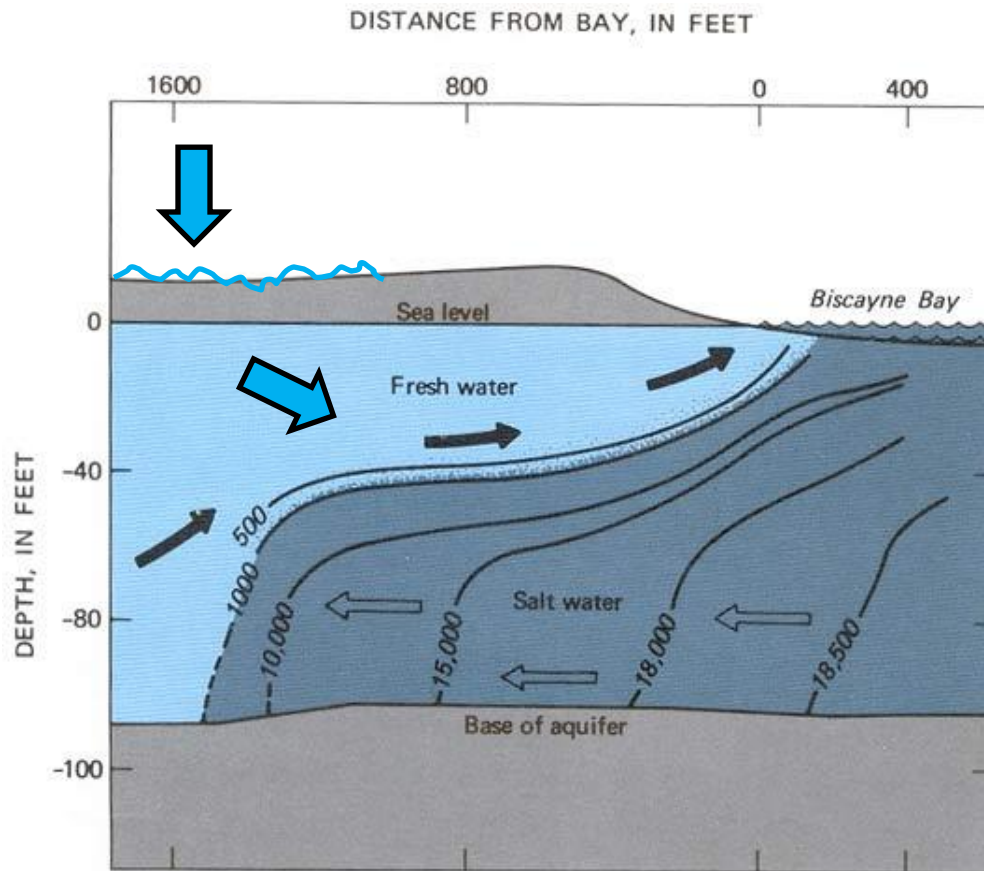 DISTANCE FROM BAY, IN FEET
1600 800 0 400
Biscayne Bay
Sea level
0
Fresh water
-40
500
1000
10,000
15,000
18,000
18,500
Salt water
-80
Base of aquifer
-100
DEPTH, IN FEET